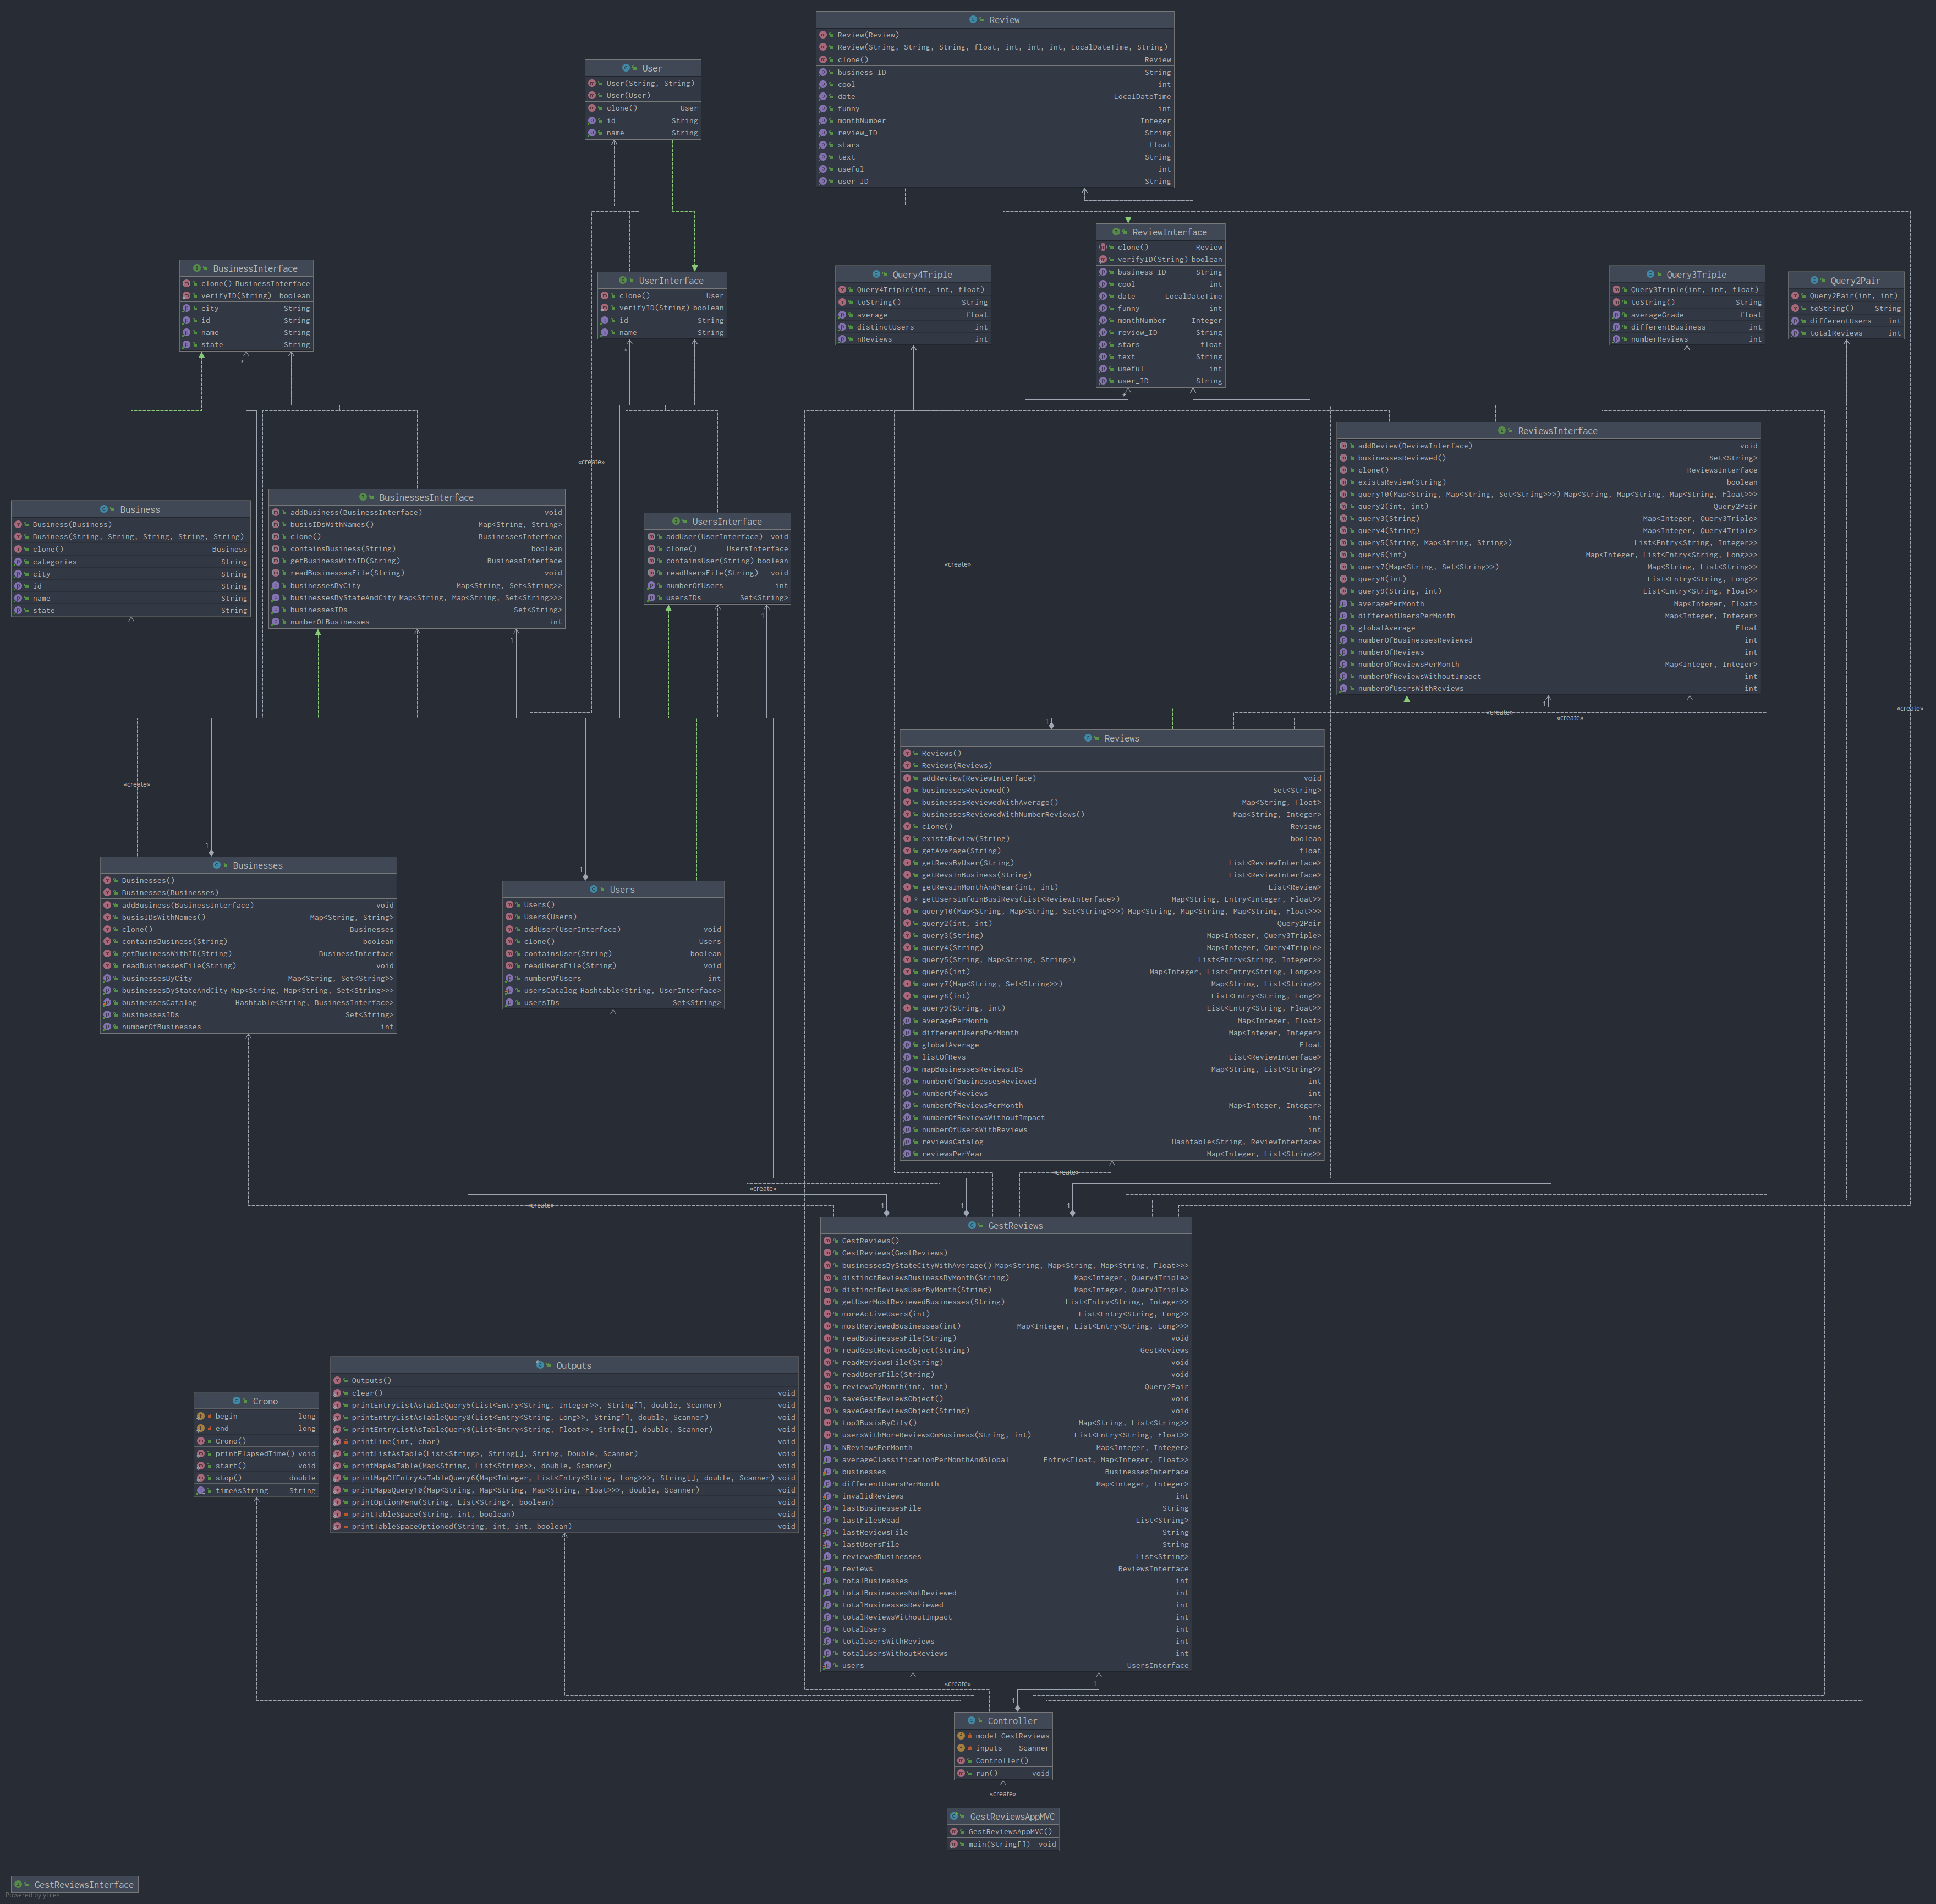 Review
Review(Review)
Review(String, String, String, float, int, int, int, LocalDateTime, String)
clone() Review
business_ID String
cool int
date LocalDateTime
funny int
monthNumber Integer
review_ID String
stars float
text String
useful int
user_ID String
User
User(String, String)
User(User)
clone() User
id String
name String
ReviewInterface
clone() Review
verifyID(String) boolean
business_ID String
cool int
date LocalDateTime
funny int
monthNumber Integer
review_ID String
stars float
text String
useful int
user_ID String
BusinessInterface
clone() BusinessInterface
verifyID(String) boolean
city String
id String
name String
state String
UserInterface
clone() User
verifyID(String) boolean
id String
name String
Query4Triple
Query4Triple(int, int, float)
toString() String
average float
distinctUsers int
nReviews int
Query3Triple
Query3Triple(int, int, float)
toString() String
averageGrade float
differentBusiness int
numberReviews int
Query2Pair
Query2Pair(int, int)
toString() String
differentUsers int
totalReviews int
*
*
*
ReviewsInterface
addReview(ReviewInterface) void
businessesReviewed() Set<String>
clone() ReviewsInterface
existsReview(String) boolean
query10(Map<String, Map<String, Set<String>>>) Map<String, Map<String, Map<String, Float>>>
query2(int, int) Query2Pair
query3(String) Map<Integer, Query3Triple>
query4(String) Map<Integer, Query4Triple>
query5(String, Map<String, String>) List<Entry<String, Integer>>
query6(int) Map<Integer, List<Entry<String, Long>>>
query7(Map<String, Set<String>>) Map<String, List<String>>
query8(int) List<Entry<String, Long>>
query9(String, int) List<Entry<String, Float>>
averagePerMonth Map<Integer, Float>
differentUsersPerMonth Map<Integer, Integer>
globalAverage Float
numberOfBusinessesReviewed int
numberOfReviews int
numberOfReviewsPerMonth Map<Integer, Integer>
numberOfReviewsWithoutImpact int
numberOfUsersWithReviews int
«create»
Business
Business(Business)
Business(String, String, String, String, String)
clone() Business
categories String
city String
id String
name String
state String
BusinessesInterface
addBusiness(BusinessInterface) void
busisIDsWithNames() Map<String, String>
clone() BusinessesInterface
containsBusiness(String) boolean
getBusinessWithID(String) BusinessInterface
readBusinessesFile(String) void
businessesByCity Map<String, Set<String>>
businessesByStateAndCity Map<String, Map<String, Set<String>>>
businessesIDs Set<String>
numberOfBusinesses int
UsersInterface
addUser(UserInterface) void
clone() UsersInterface
containsUser(String) boolean
readUsersFile(String) void
numberOfUsers int
usersIDs Set<String>
«create»
1
1
1
«create»
«create»
«create»
1
Reviews
Reviews()
Reviews(Reviews)
addReview(ReviewInterface) void
businessesReviewed() Set<String>
businessesReviewedWithAverage() Map<String, Float>
businessesReviewedWithNumberReviews() Map<String, Integer>
clone() Reviews
existsReview(String) boolean
getAverage(String) float
getRevsByUser(String) List<ReviewInterface>
getRevsInBusiness(String) List<ReviewInterface>
getRevsInMonthAndYear(int, int) List<Review>
getUsersInfoInBusiRevs(List<ReviewInterface>) Map<String, Entry<Integer, Float>>
query10(Map<String, Map<String, Set<String>>>) Map<String, Map<String, Map<String, Float>>>
query2(int, int) Query2Pair
query3(String) Map<Integer, Query3Triple>
query4(String) Map<Integer, Query4Triple>
query5(String, Map<String, String>) List<Entry<String, Integer>>
query6(int) Map<Integer, List<Entry<String, Long>>>
query7(Map<String, Set<String>>) Map<String, List<String>>
query8(int) List<Entry<String, Long>>
query9(String, int) List<Entry<String, Float>>
averagePerMonth Map<Integer, Float>
differentUsersPerMonth Map<Integer, Integer>
globalAverage Float
listOfRevs List<ReviewInterface>
mapBusinessesReviewsIDs Map<String, List<String>>
numberOfBusinessesReviewed int
numberOfReviews int
numberOfReviewsPerMonth Map<Integer, Integer>
numberOfReviewsWithoutImpact int
numberOfUsersWithReviews int
reviewsCatalog Hashtable<String, ReviewInterface>
reviewsPerYear Map<Integer, List<String>>
«create»
1
Businesses
Businesses()
Businesses(Businesses)
addBusiness(BusinessInterface) void
busisIDsWithNames() Map<String, String>
clone() Businesses
containsBusiness(String) boolean
getBusinessWithID(String) BusinessInterface
readBusinessesFile(String) void
businessesByCity Map<String, Set<String>>
businessesByStateAndCity Map<String, Map<String, Set<String>>>
businessesCatalog Hashtable<String, BusinessInterface>
businessesIDs Set<String>
numberOfBusinesses int
1
Users
Users()
Users(Users)
addUser(UserInterface) void
clone() Users
containsUser(String) boolean
readUsersFile(String) void
numberOfUsers int
usersCatalog Hashtable<String, UserInterface>
usersIDs Set<String>
«create»
«create»
«create»
1
1
1
GestReviews
GestReviews()
GestReviews(GestReviews)
businessesByStateCityWithAverage() Map<String, Map<String, Map<String, Float>>>
distinctReviewsBusinessByMonth(String) Map<Integer, Query4Triple>
distinctReviewsUserByMonth(String) Map<Integer, Query3Triple>
getUserMostReviewedBusinesses(String) List<Entry<String, Integer>>
moreActiveUsers(int) List<Entry<String, Long>>
mostReviewedBusinesses(int) Map<Integer, List<Entry<String, Long>>>
readBusinessesFile(String) void
readGestReviewsObject(String) GestReviews
readReviewsFile(String) void
readUsersFile(String) void
reviewsByMonth(int, int) Query2Pair
saveGestReviewsObject() void
saveGestReviewsObject(String) void
top3BusisByCity() Map<String, List<String>>
usersWithMoreReviewsOnBusiness(String, int) List<Entry<String, Float>>
NReviewsPerMonth Map<Integer, Integer>
averageClassificationPerMonthAndGlobal Entry<Float, Map<Integer, Float>>
businesses BusinessesInterface
differentUsersPerMonth Map<Integer, Integer>
invalidReviews int
lastBusinessesFile String
lastFilesRead List<String>
lastReviewsFile String
lastUsersFile String
reviewedBusinesses List<String>
reviews ReviewsInterface
totalBusinesses int
totalBusinessesNotReviewed int
totalBusinessesReviewed int
totalReviewsWithoutImpact int
totalUsers int
totalUsersWithReviews int
totalUsersWithoutReviews int
users UsersInterface
Outputs
Outputs()
clear() void
printEntryListAsTableQuery5(List<Entry<String, Integer>>, String[], double, Scanner) void
printEntryListAsTableQuery8(List<Entry<String, Long>>, String[], double, Scanner) void
printEntryListAsTableQuery9(List<Entry<String, Float>>, String[], double, Scanner) void
printLine(int, char) void
printListAsTable(List<String>, String[], String, Double, Scanner) void
printMapAsTable(Map<String, List<String>>, double, Scanner) void
printMapOfEntryAsTableQuery6(Map<Integer, List<Entry<String, Long>>>, String[], double, Scanner) void
printMapsQuery10(Map<String, Map<String, Map<String, Float>>>, double, Scanner) void
printOptionMenu(String, List<String>, boolean) void
printTableSpace(String, int, boolean) void
printTableSpaceOptioned(String, int, int, boolean) void
Crono
begin long
end long
Crono()
printElapsedTime() void
start() void
stop() double
timeAsString String
«create»
1
1
Controller
model GestReviews
inputs Scanner
Controller()
run() void
«create»
GestReviewsAppMVC
GestReviewsAppMVC()
main(String[]) void
GestReviewsInterface
Powered by yFiles